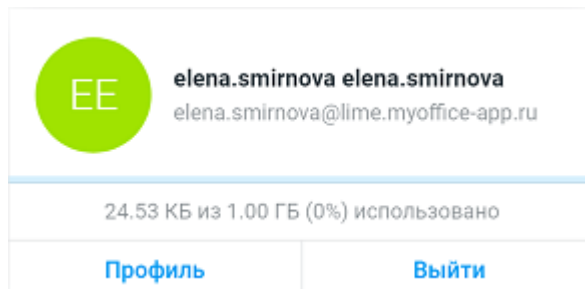 EE
elena.smirnova elena.smirnova
elena.smirnova@lime.myoffice-app.ru
24.53 КБ из 1.00 ГБ (0%) использовано
Профиль Выйти